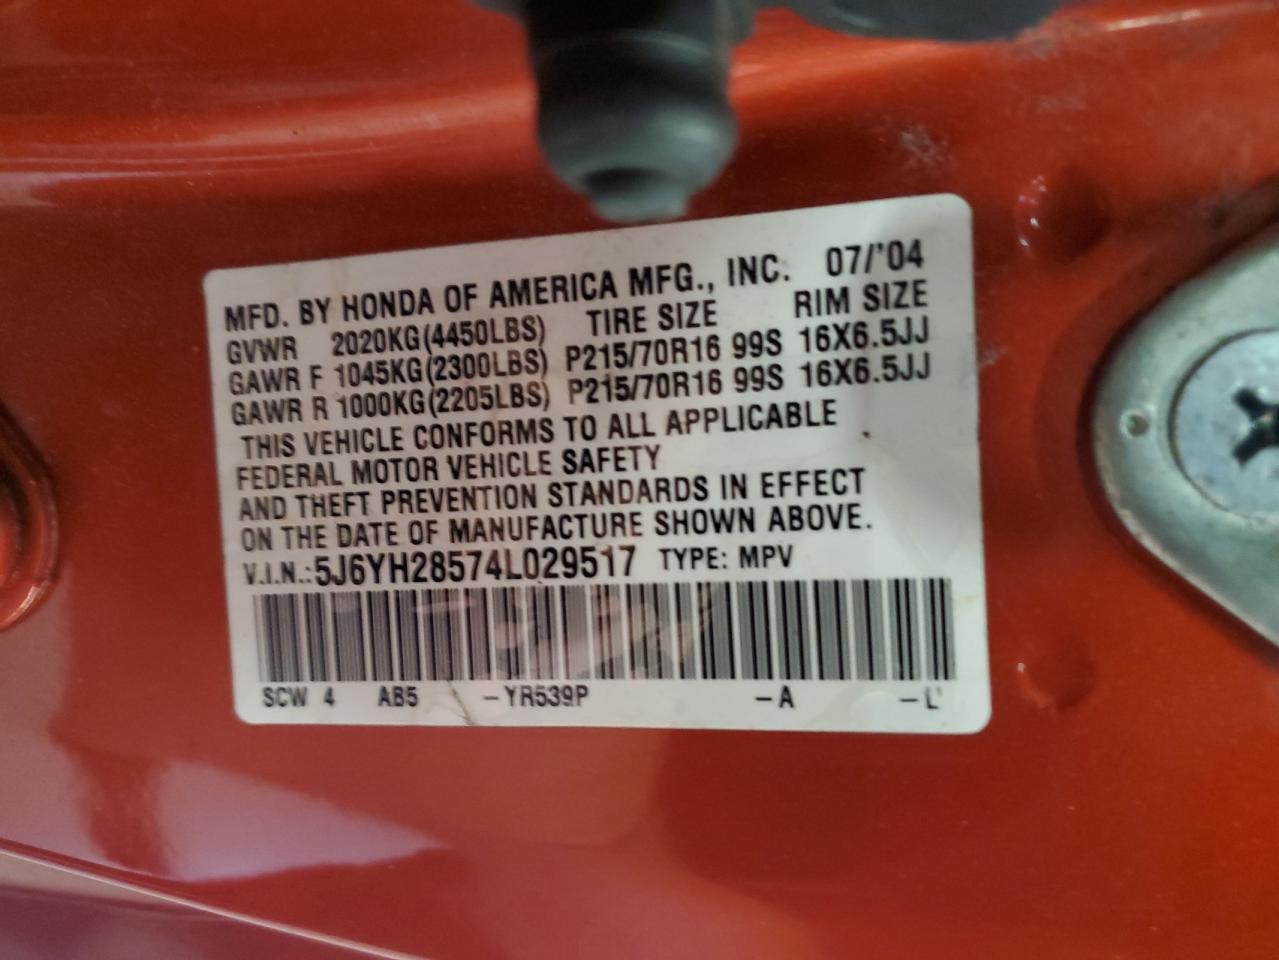 MFD. BY HONDA OF AMERICA MFG., INC. 07/'04
GVWR 2020KG(4450LBS) TIRE SIZE RIM SIZE
GAWR F 1045KG(2300LBS) P215/70R16 99S 16X6.5JJ
GAWR R 1000KG(2205LBS) P215/70R16 99S 16X6.5JJ
THIS VEHICLE CONFORMS TO ALL APPLICABLE
FEDERAL MOTOR VEHICLE SAFETY
AND THEFT PREVENTION STANDARDS IN EFFECT
ON THE DATE OF MANUFACTURE SHOWN ABOVE.
V.I.N.:5J6YH28574L029517 TYPE: MPV
SCW 4 AB5 -YR539P -A -L